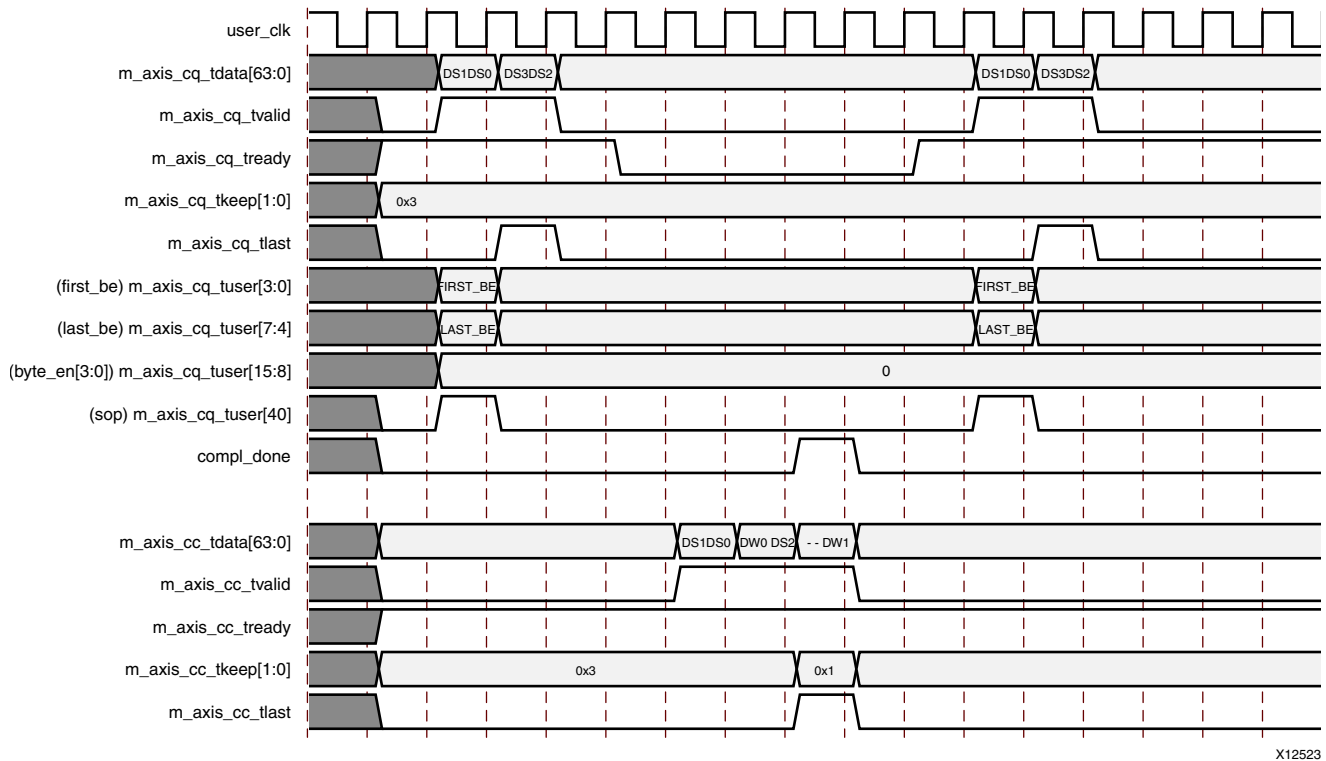 user_clk
m_axis_cq_tdata[63:0] DS1DS0 DS3DS2 DS1DS0 DS3DS2
m_axis_cq_tvalid
m_axis_cq_tready
m_axis_cq_tkeep[1:0] 0x3
m_axis_cq_tlast
(first_be) m_axis_cq_tuser[3:0] FIRST_BE FIRST_BE
(last_be) m_axis_cq_tuser[7:4] LAST_BE LAST_BE
(byte_en[3:0]) m_axis_cq_tuser[15:8] 0
(sop) m_axis_cq_tuser[40]
compl_done
m_axis_cc_tdata[63:0] DS1DS0 DW0 DS2 - - DW1
m_axis_cc_tvalid
m_axis_cc_tready
m_axis_cc_tkeep[1:0] 0x3 0x1
m_axis_cc_tlast
X12523